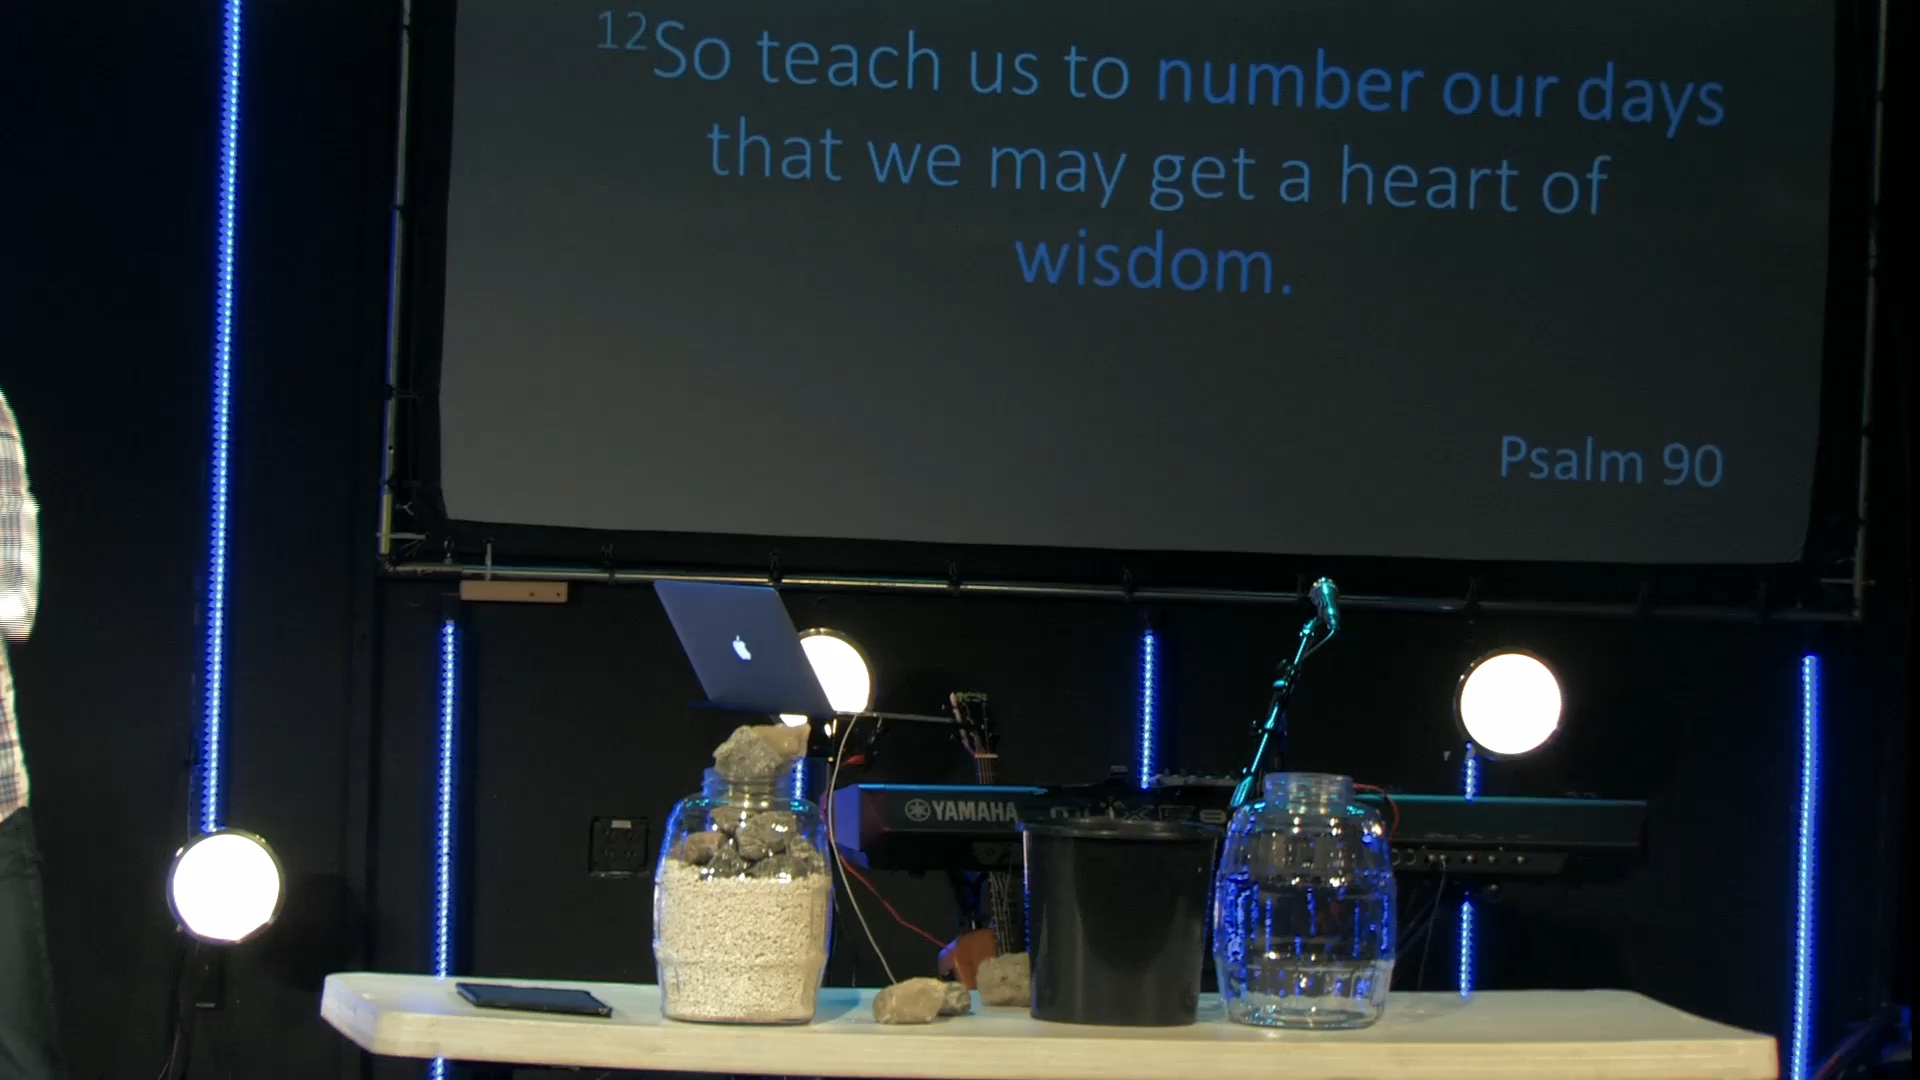 12So teach us to number our days
that we may get a heart of
wisdom.
Psalm 90
YAMAHA